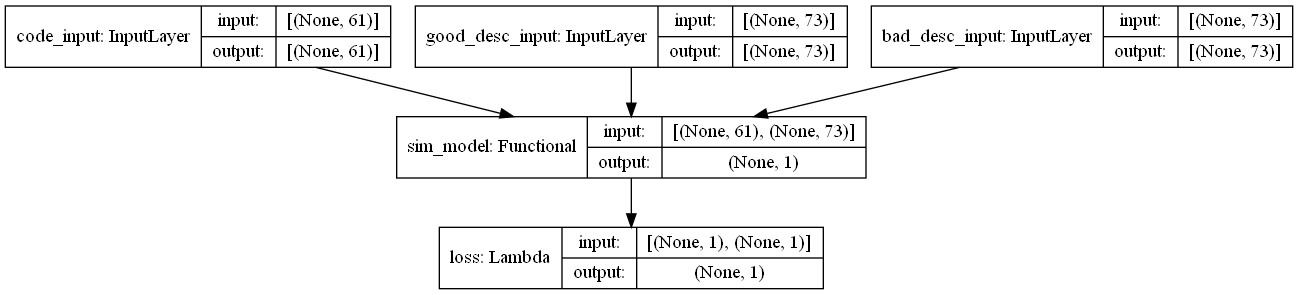 code_input: InputLayer
input: [(None, 61)]
output: [(None, 61)]
good_desc_input: InputLayer
input: [(None, 73)]
output: [(None, 73)]
bad_desc_input: InputLayer
input: [(None, 73)]
output: [(None, 73)]
sim_model: Functional
input: [(None, 61), (None, 73)]
output: (None, 1)
loss: Lambda
input: [(None, 1), (None, 1)]
output: (None, 1)